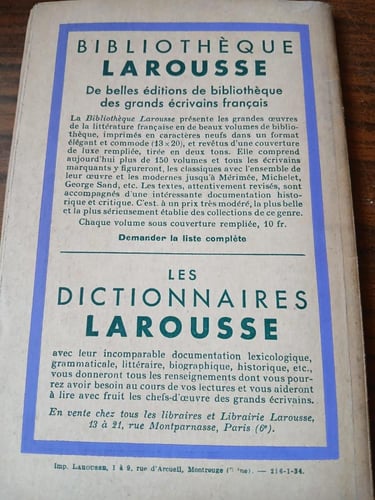 BIBLIOTHÈQUE
LAROUSSE
De belles éditions de bibliothèque
des grands écrivains français
La Bibliothèque Larousse présente les grandes œuvres
de la littérature française en de beaux volumes de biblio-
thèque, imprimés en caractères neufs dans un format
élégant et commode (13×20), et revêtus d'une couverture
de luxe rempliée, tirée en deux tons. Elle comprend
aujourd'hui plus de 150 volumes et tous les écrivains
marquants y figureront, les classiques avec l'ensemble de
leur œuvre et les modernes jusqu'à Mérimée, Michelet,
George Sand, etc. Les textes, attentivement revisés, sont
accompagnés d'une intéressante documentation histo-
rique et critique. C'est, à un prix très modéré, la plus belle
et la plus sérieusement établie des collections de ce genre.
Chaque volume sous couverture rempliée, 10 fr.
Demander la liste complète
LES
DICTIONNAIRES
LAROUSSE
avec leur incomparable documentation lexicologique,
grammaticale, littéraire, biographique, historique, etc.,
vous donneront tous les renseignements dont vous pour-
rez avoir besoin au cours de vos lectures et vous aideront
à lire avec fruit les chefs-d'œuvre des grands écrivains.
En vente chez tous les libraires et Librairie Larousse,
13 à 21, rue Montparnasse, Paris (6e).
Imp. LAROUSSE, 1 à 9, rue d'Arcueil, Montrouge — 216-1-34.